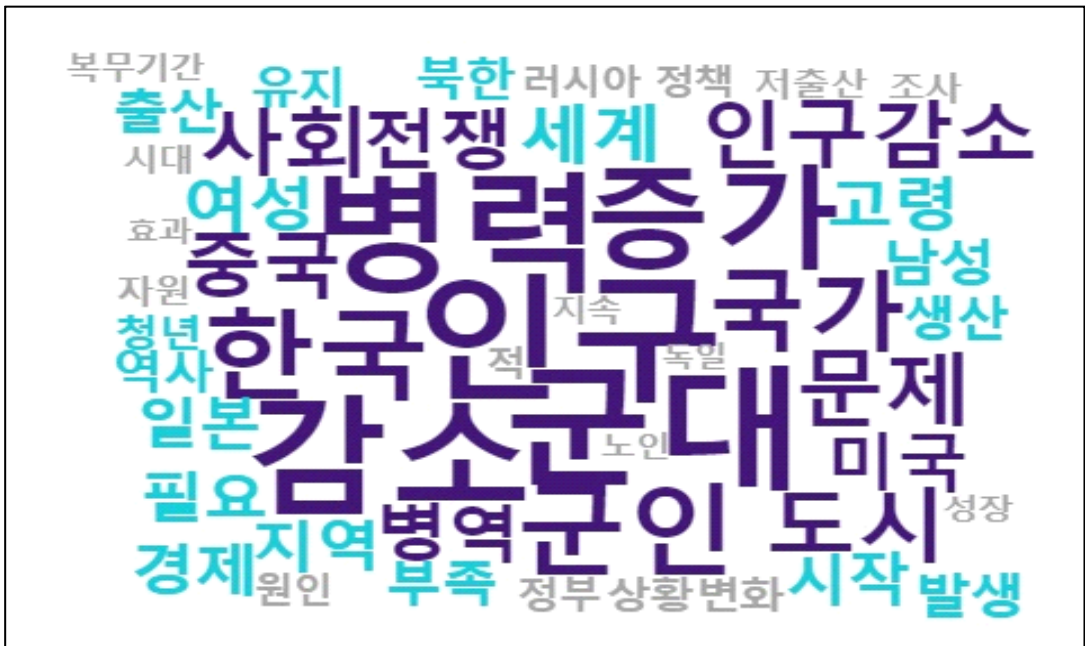 복무기간 유지 북한 러시아 정책 저출산 조사
출산 사회 전쟁 세계 인구감소
시대 여성 병력 증가 고령
효과 중국 남성
자원 한국 인구 지속 국가 생산
청년 역사 적 독일 문제
일본 감소 군대 노인 미국
필요 병역 군인 도시 성장
경제 지역 원인 부족 정부 상황 변화 시작 발생